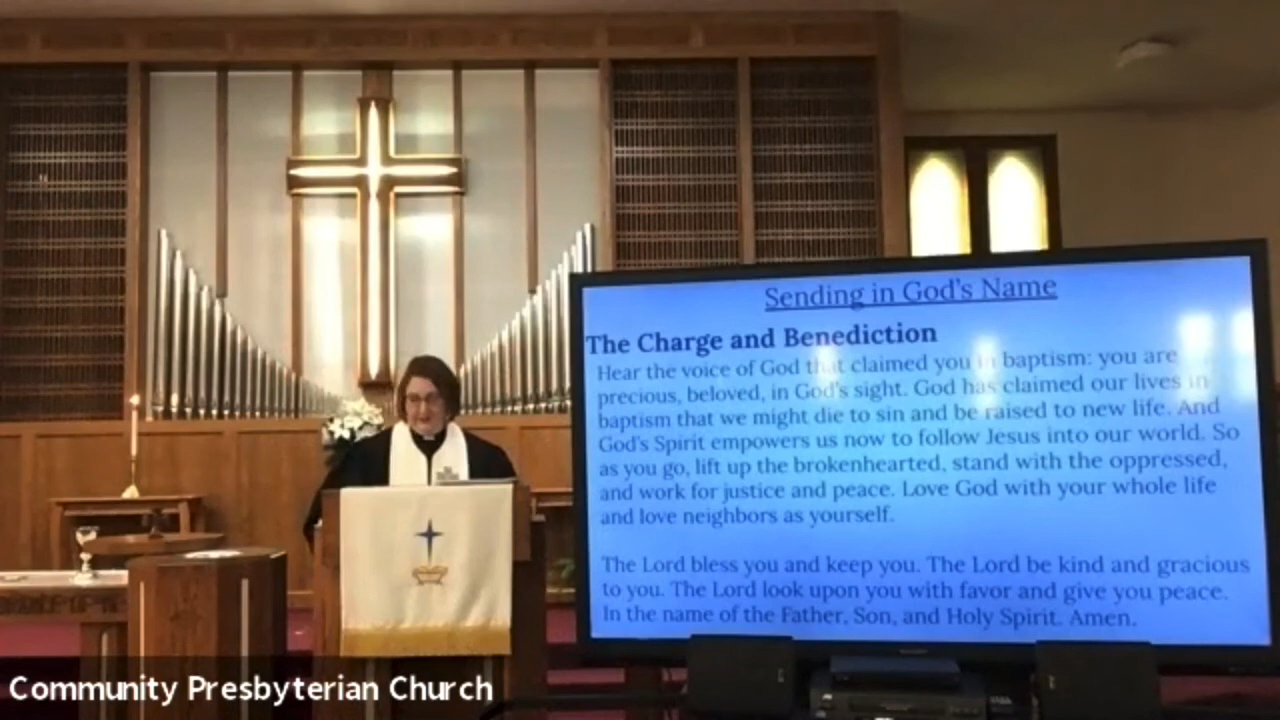 Sending in God's Name
The Charge and Benediction
Hear the voice of God that claimed you in baptism: you are
precious, beloved, in God's sight. God has claimed our lives in
baptism that we might die to sin and be raised to new life. And
God's Spirit empowers us now to follow Jesus into our world. So
as you go, lift up the brokenhearted, stand with the oppressed,
and work for justice and peace. Love God with your whole life
and love neighbors as yourself.
The Lord bless you and keep you. The Lord be kind and gracious
to you. The Lord look upon you with favor and give you peace.
In the name of the Father, Son, and Holy Spirit. Amen.
Community Presbyterian Church